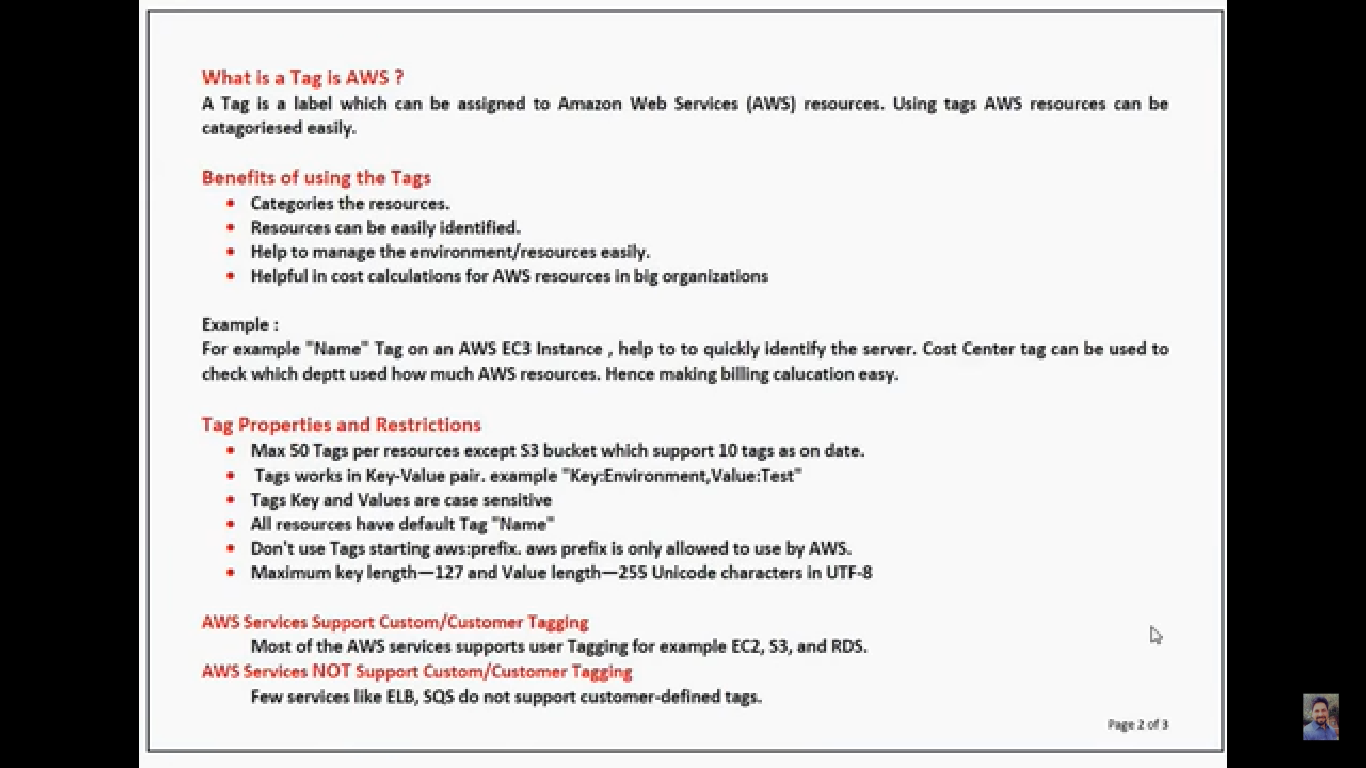 What is a Tag is AWS ?
A Tag is a label which can be assigned to Amazon Web Services (AWS) resources. Using tags AWS resources can be
catagoriesed easily.
Benefits of using the Tags
• Categories the resources.
• Resources can be easily identified.
• Help to manage the environment/resources easily.
• Helpful in cost calculations for AWS resources in big organizations
Example :
For example "Name" Tag on an AWS EC3 Instance , help to to quickly identify the server. Cost Center tag can be used to
check which deptt used how much AWS resources. Hence making billing calucation easy.
Tag Properties and Restrictions
• Max 50 Tags per resources except S3 bucket which support 10 tags as on date.
• Tags works in Key-Value pair. example "Key:Environment,Value:Test"
• Tags Key and Values are case sensitive
• All resources have default Tag "Name"
• Don't use Tags starting aws:prefix. aws prefix is only allowed to use by AWS.
• Maximum key length—127 and Value length—255 Unicode characters in UTF-8
AWS Services Support Custom/Customer Tagging
Most of the AWS services supports user Tagging for example EC2, S3, and RDS.
AWS Services NOT Support Custom/Customer Tagging
Few services like ELB, SQS do not support customer-defined tags.
Page 2 of 3